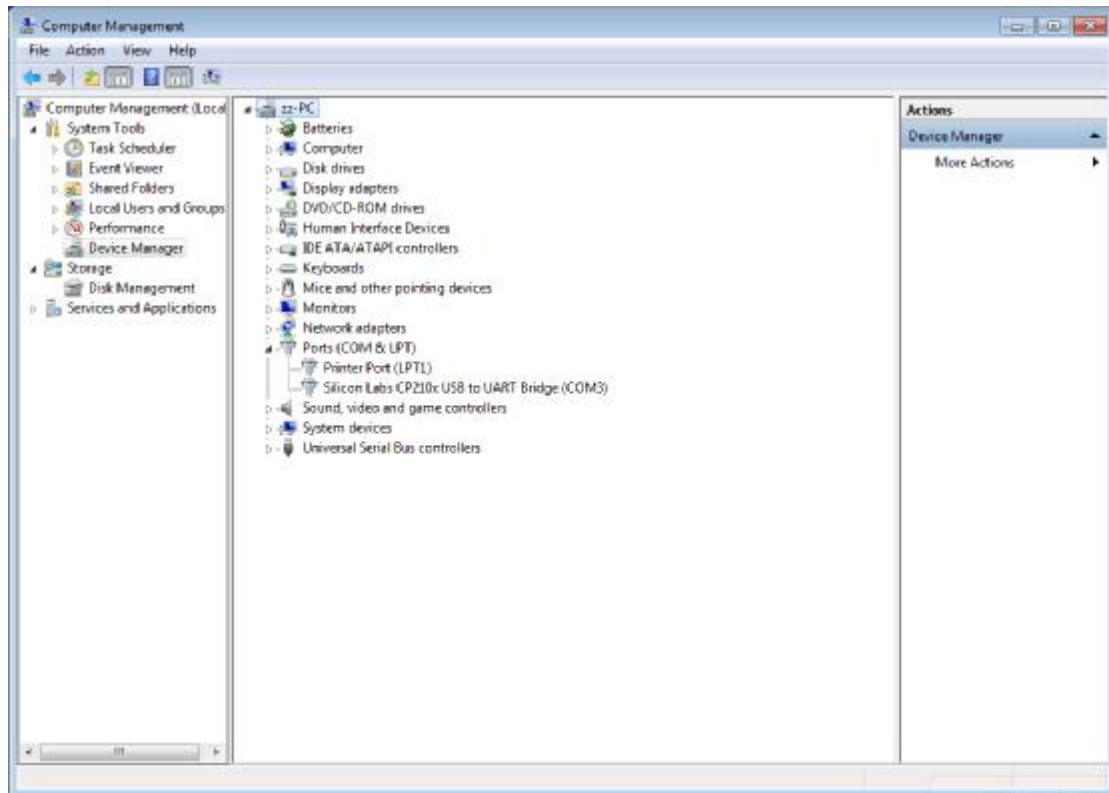 Computer Management
File Action View Help
Computer Management (Local
System Tools
Task Scheduler
Event Viewer
Shared Folders
Local Users and Groups
Performance
Device Manager
Storage
Disk Management
Services and Applications
zz-PC
Batteries
Computer
Disk drives
Display adapters
DVD/CD-ROM drives
Human Interface Devices
IDE ATA/ATAPI controllers
Keyboards
Mice and other pointing devices
Monitors
Network adapters
Ports (COM & LPT)
Printer Port (LPT1)
Silicon Labs CP210x USB to UART Bridge (COM3)
Sound, video and game controllers
System devices
Universal Serial Bus controllers
Actions
Device Manager
More Actions